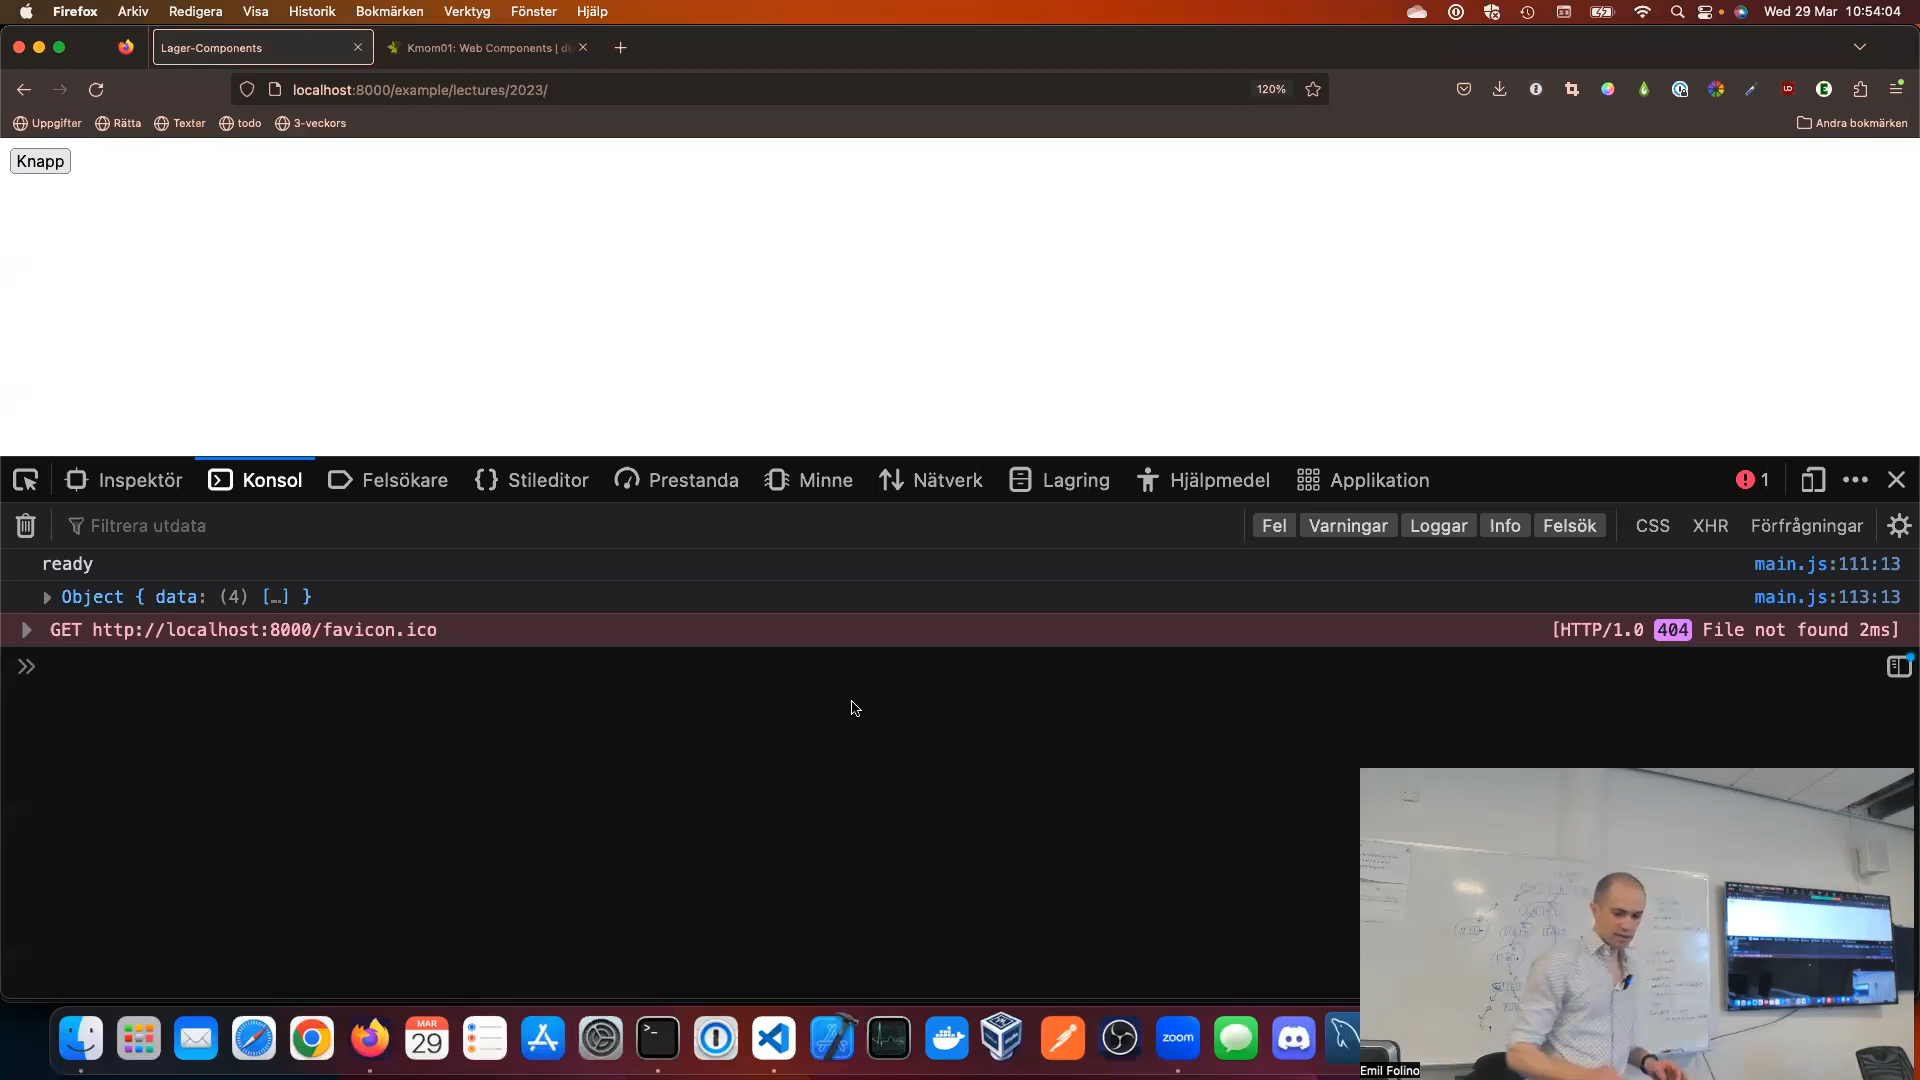 Firefox Arkiv Redigera Visa Historik Bokmärken Verktyg Fönster Hjälp Wed 29 Mar 10:54:04
Lager-Components Kmom01: Web Components | d
localhost:8000/example/lectures/2023/ 120%
Uppgifter Rätta Texter todo 3-veckors Andra bokmärken
Knapp
Inspektör Konsol Felsökare Stileditor Prestanda Minne Nätverk Lagring Hjälpmedel Applikation 1
Filtrera utdata Fel Varningar Loggar Info Felsök CSS XHR Förfrågningar
ready main.js:111:13
Object { data: (4) […] } main.js:113:13
GET http://localhost:8000/favicon.ico [HTTP/1.0 404 File not found 2ms]
MAR
29
zoom
Emil Folino